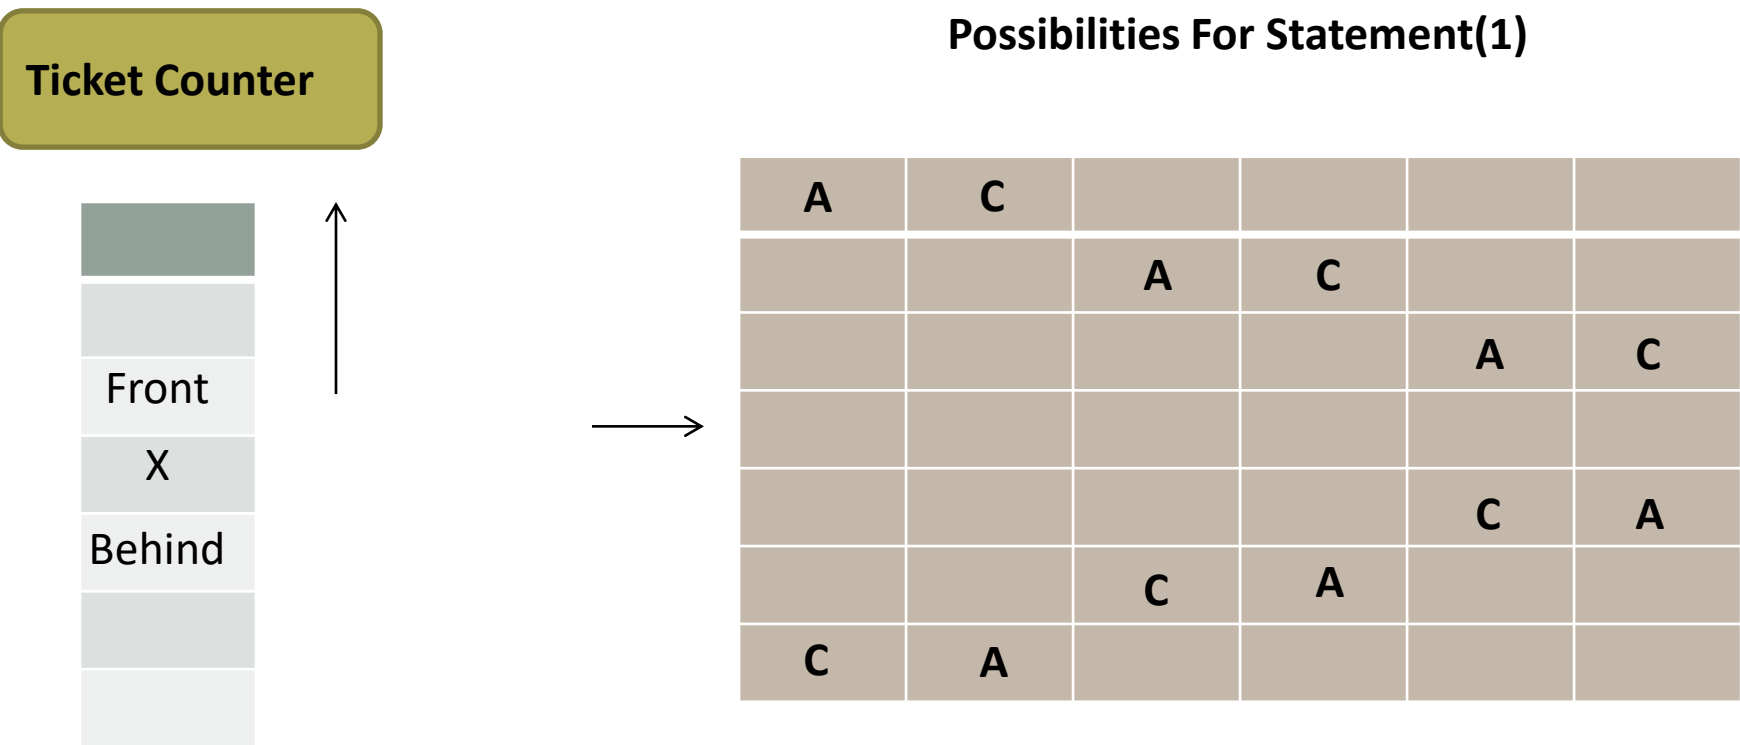 Possibilities For Statement(1)
Ticket Counter
Front
X
Behind
A C
A C
A C
C A
C A
C A